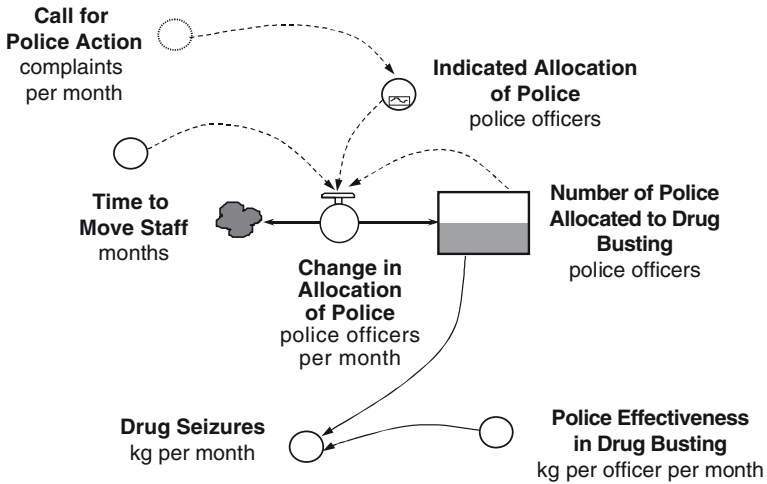 Call for
Police Action
complaints
per month
Indicated Allocation
of Police
police officers
Time to
Move Staff
months
Number of Police
Allocated to Drug
Busting
police officers
Change in
Allocation
of Police
police officers
per month
Drug Seizures
kg per month
Police Effectiveness
in Drug Busting
kg per officer per month